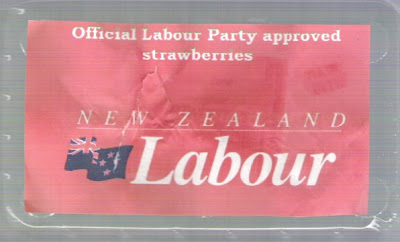 Official Labour Party approved
strawberries
NEW ZEALAND
Labour